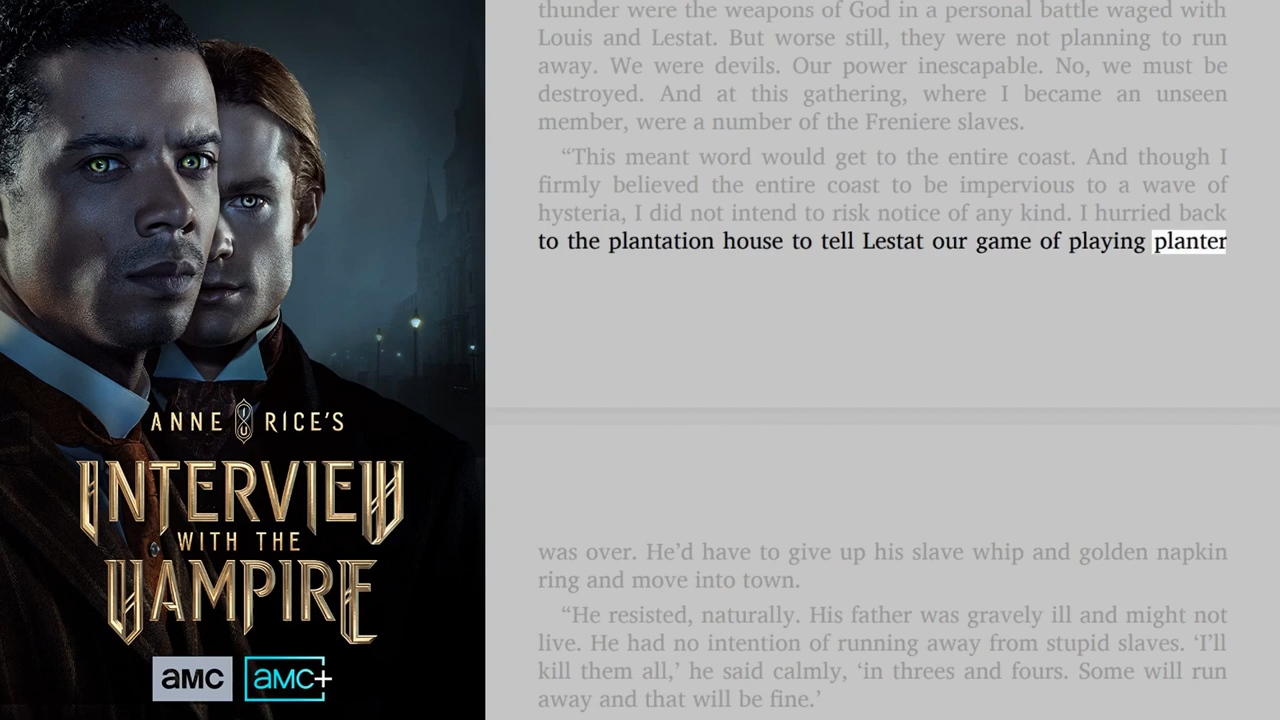 ANNE RICE'S
INTERVIEW
WITH THE
VAMPIRE
aMC
aMC+
thunder were the weapons of God in a personal battle waged with
Louis and Lestat. But worse still, they were not planning to run
away. We were devils. Our power inescapable. No, we must be
destroyed. And at this gathering, where I became an unseen
member, were a number of the Freniere slaves.
“This meant word would get to the entire coast. And though I
firmly believed the entire coast to be impervious to a wave of
hysteria, I did not intend to risk notice of any kind. I hurried back
to the plantation house to tell Lestat our game of playing planter
was over. He’d have to give up his slave whip and golden napkin
ring and move into town.
“He resisted, naturally. His father was gravely ill and might not
live. He had no intention of running away from stupid slaves. ‘I’ll
kill them all,’ he said calmly, ‘in threes and fours. Some will run
away and that will be fine.’